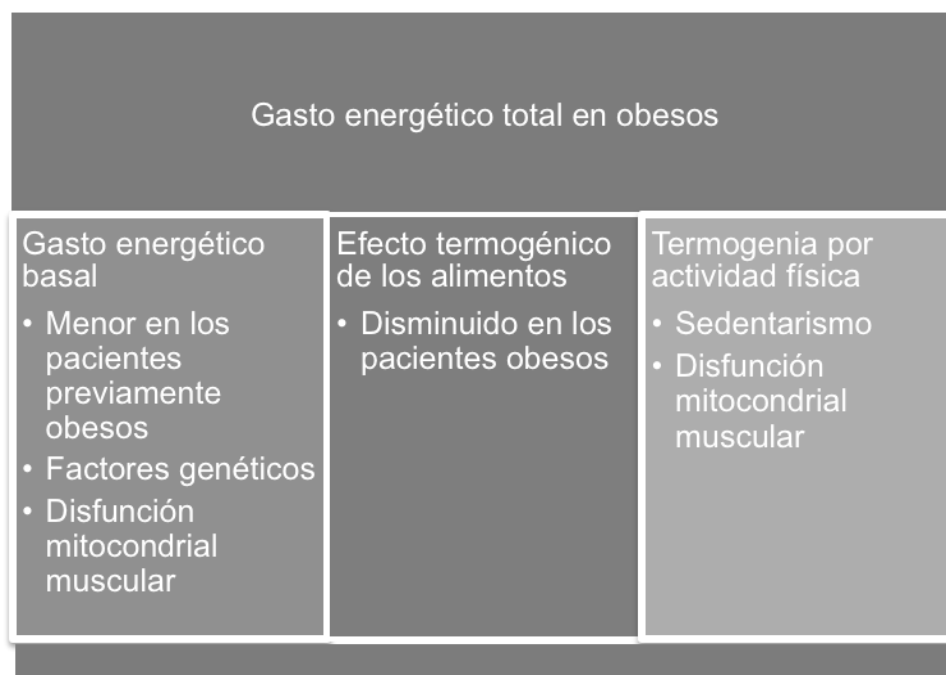 Gasto energético total en obesos
Gasto energético
basal
• Menor en los
pacientes
previamente
obesos
• Factores genéticos
• Disfunción
mitocondrial
muscular
Efecto termogénico
de los alimentos
• Disminuido en los
pacientes obesos
Termogenia por
actividad física
• Sedentarismo
• Disfunción
mitocondrial
muscular